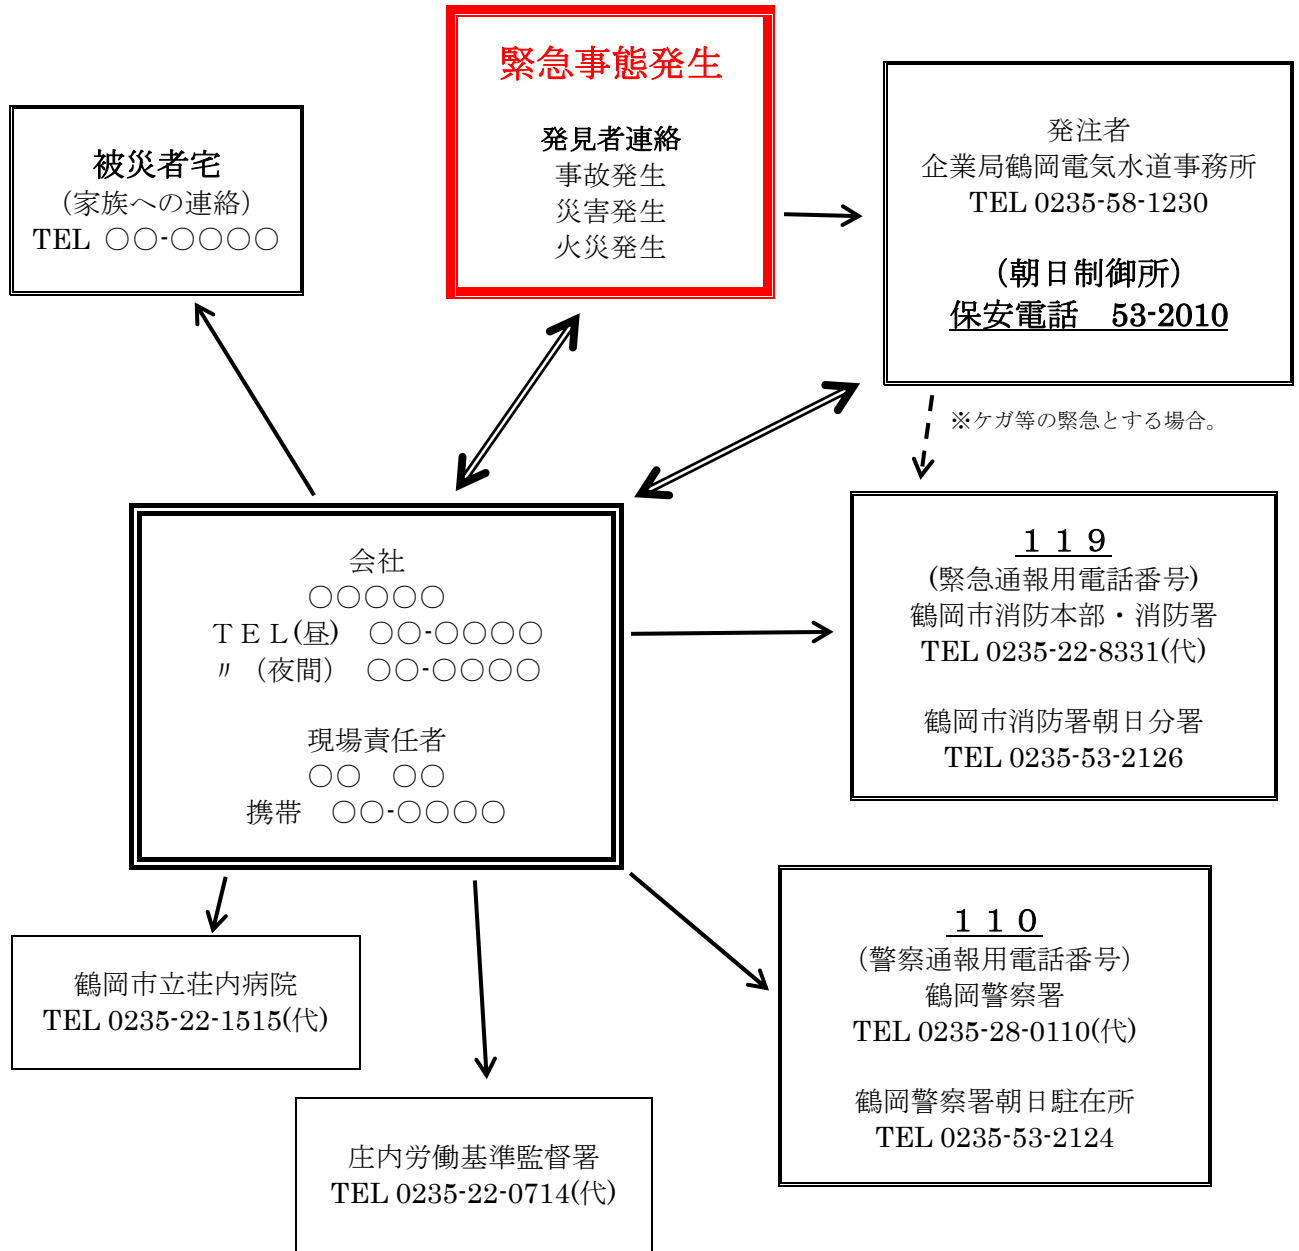 緊急事態発生
発見者連絡
事故発生
災害発生
火災発生
発注者
企業局鶴岡電気水道事務所
TEL 0235-58-1230
(朝日制御所)
保安電話　53-2010
被災者宅
（家族への連絡）
TEL ○○-○○○○
※ケガ等の緊急とする場合。
会社
○○○○○
ＴＥＬ(昼)　○○-○○○○
〃（夜間）　○○-○○○○
現場責任者
○○　○○
携帯　○○-○○○○
１１９
(緊急通報用電話番号)
鶴岡市消防本部・消防署
TEL 0235-22-8331(代)
鶴岡市消防署朝日分署
TEL 0235-53-2126
１１０
（警察通報用電話番号）
鶴岡警察署
TEL 0235-28-0110(代)
鶴岡警察署朝日駐在所
TEL 0235-53-2124
鶴岡市立荘内病院
TEL 0235-22-1515(代)
庄内労働基準監督署
TEL 0235-22-0714(代)